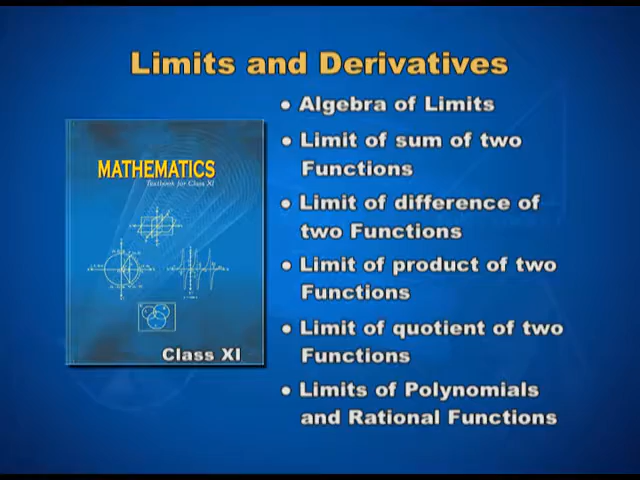 Limits and Derivatives
• Algebra of Limits
• Limit of sum of two
Functions
• Limit of difference of
two Functions
• Limit of product of two
Functions
• Limit of quotient of two
Functions
• Limits of Polynomials
and Rational Functions
MATHEMATICS
Textbook for Class XI
Class XI